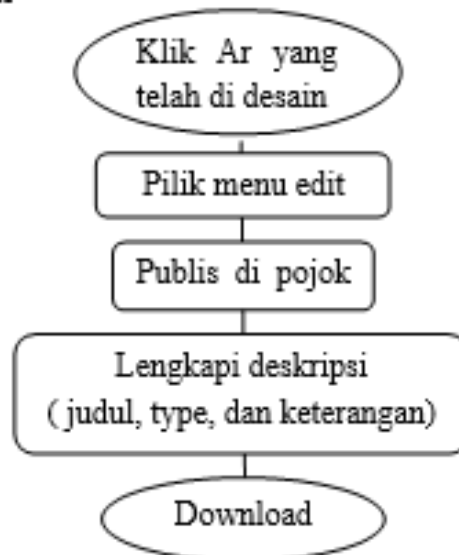 Klik Ar yang
telah di desain
Pilik menu edit
Publis di pojok
Lengkapi deskripsi
( judul, type, dan keterangan)
Download